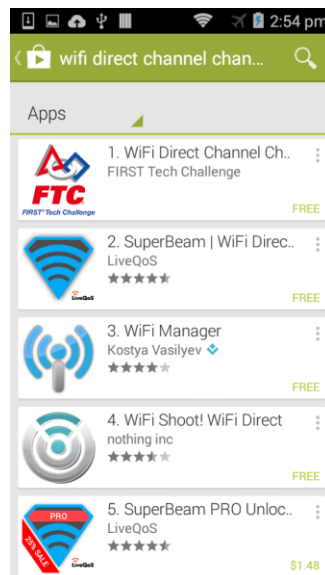 2:54 pm
wifi direct channel chan...
Apps
1. WiFi Direct Channel Ch..
FIRST Tech Challenge
FTC
FIRST® Tech Challenge
FREE
2. SuperBeam | WiFi Direc..
LiveQoS
LiveQoS
FREE
3. WiFi Manager
Kostya Vasilyev
FREE
4. WiFi Shoot! WiFi Direct
nothing inc
FREE
5. SuperBeam PRO Unloc..
LiveQoS
PRO
25% SALE
LiveQoS
$1.48